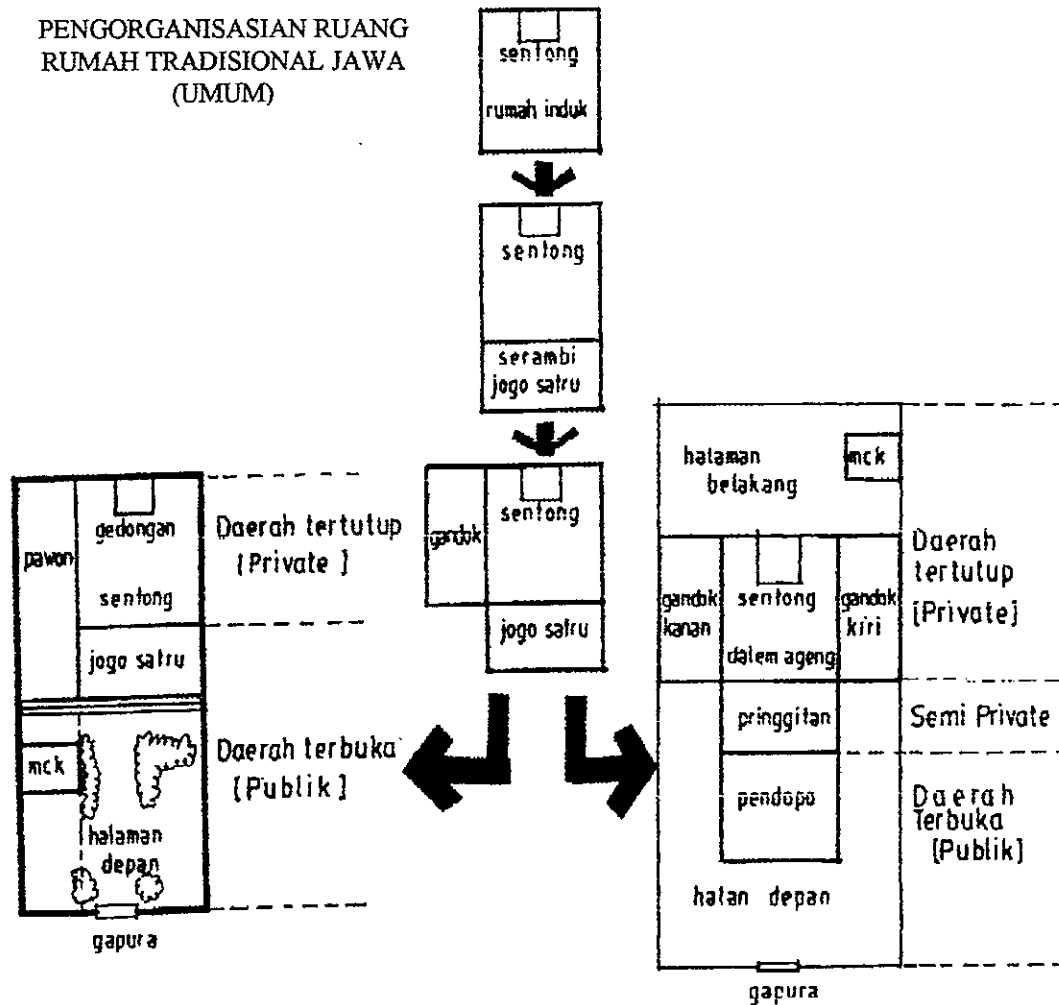 PENGORGANISASIAN RUANG
RUMAH TRADISIONAL JAWA
(UMUM)
sentong
rumah induk
sentong
serambi
jogo satru
gandok
sentong
jogo satru
pawon
gedongan
sentong
jogo satru
mck
halaman
depan
gapura
Daerah tertutup
[Private]
Daerah terbuka
[Publik]
halaman
belakang
mck
gandok
kanan
sentong
dalem ageng
gandok
kiri
pringgitan
pendopo
halan depan
gapura
Daerah
tertutup
[Private]
Semi Private
Daerah
Terbuka
[Publik]